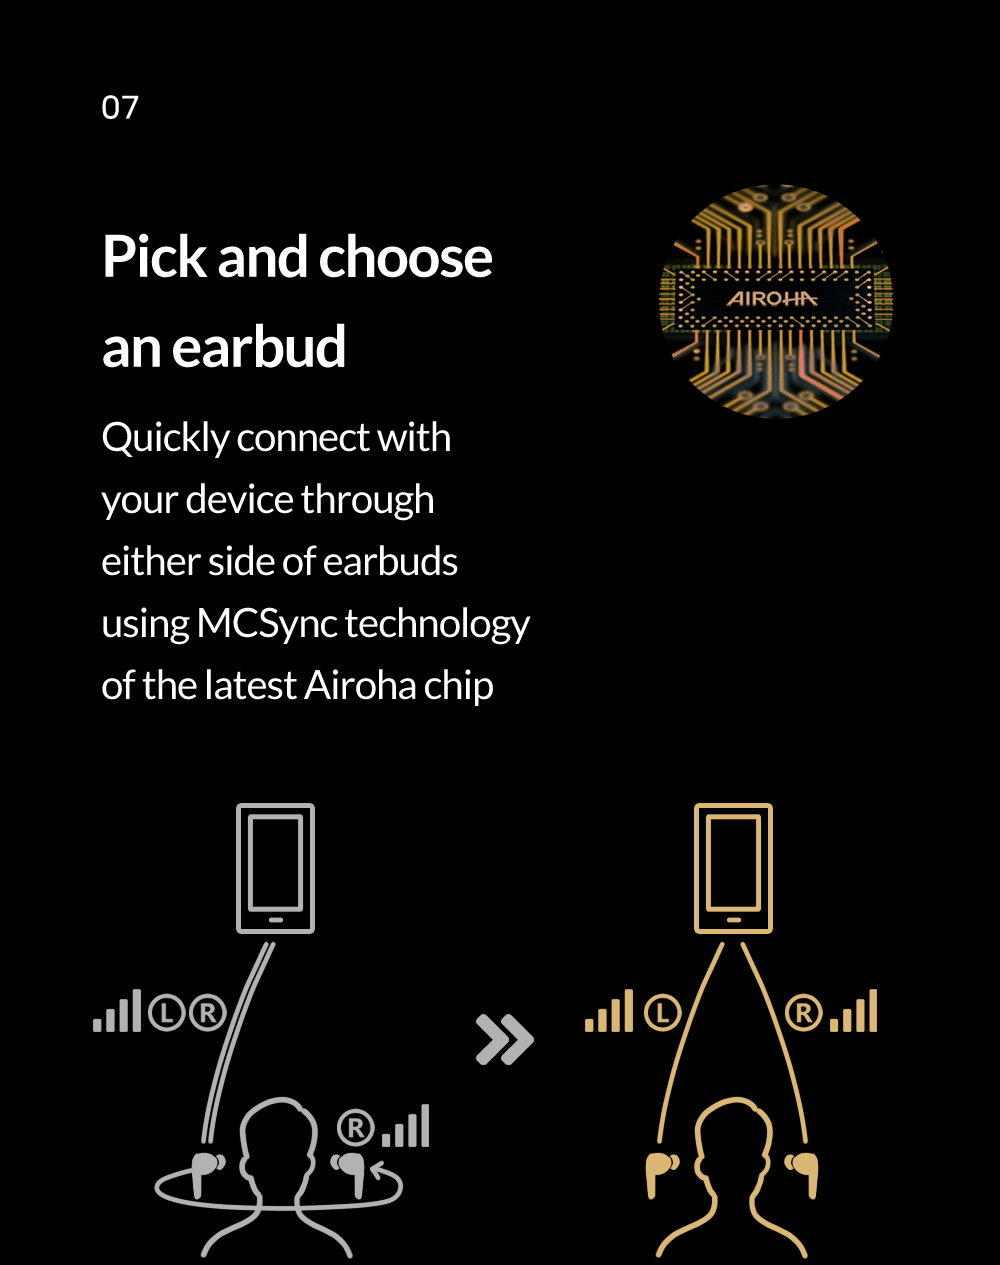 07
Pick and choose
an earbud
AIROHA
Quickly connect with
your device through
either side of earbuds
using MCSync technology
of the latest Airoha chip
L R
L
R
R